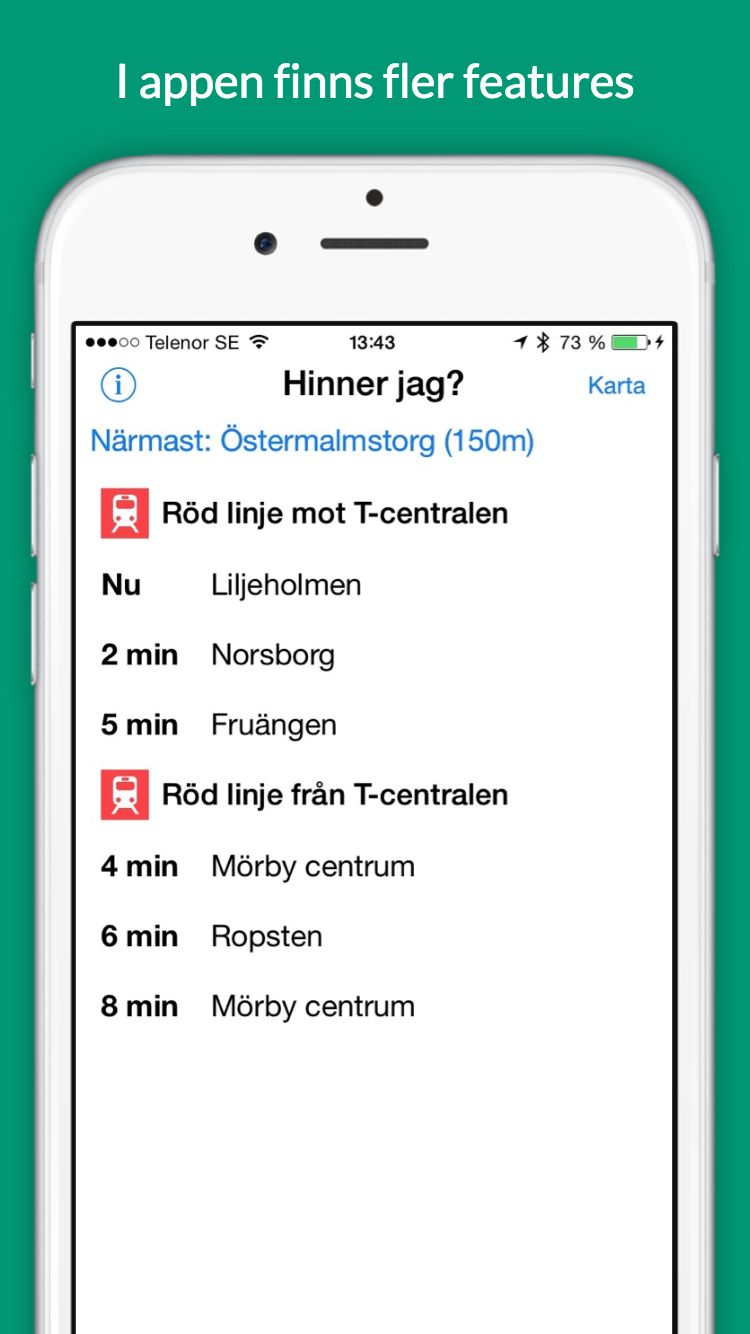 I appen finns fler features
Telenor SE 13:43 73 %
Hinner jag? Karta
Närmast: Östermalmstorg (150m)
Röd linje mot T-centralen
Nu Liljeholmen
2 min Norsborg
5 min Fruängen
Röd linje från T-centralen
4 min Mörby centrum
6 min Ropsten
8 min Mörby centrum